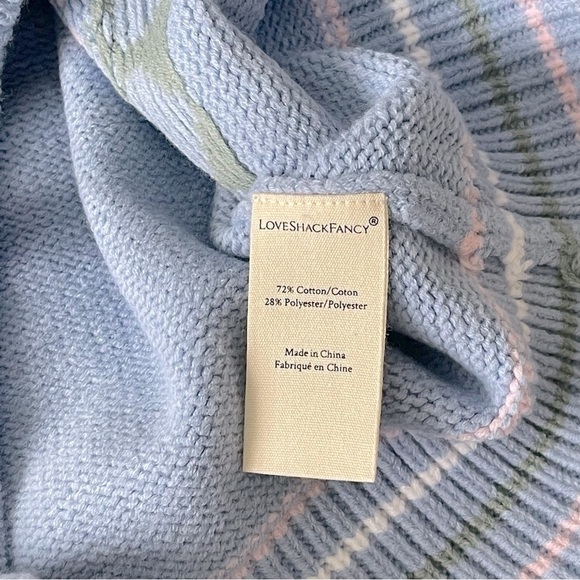 LOVESHACKFANCY®
72% Cotton/Coton
28% Polyester/Polyester
Made in China
Fabriqué en Chine